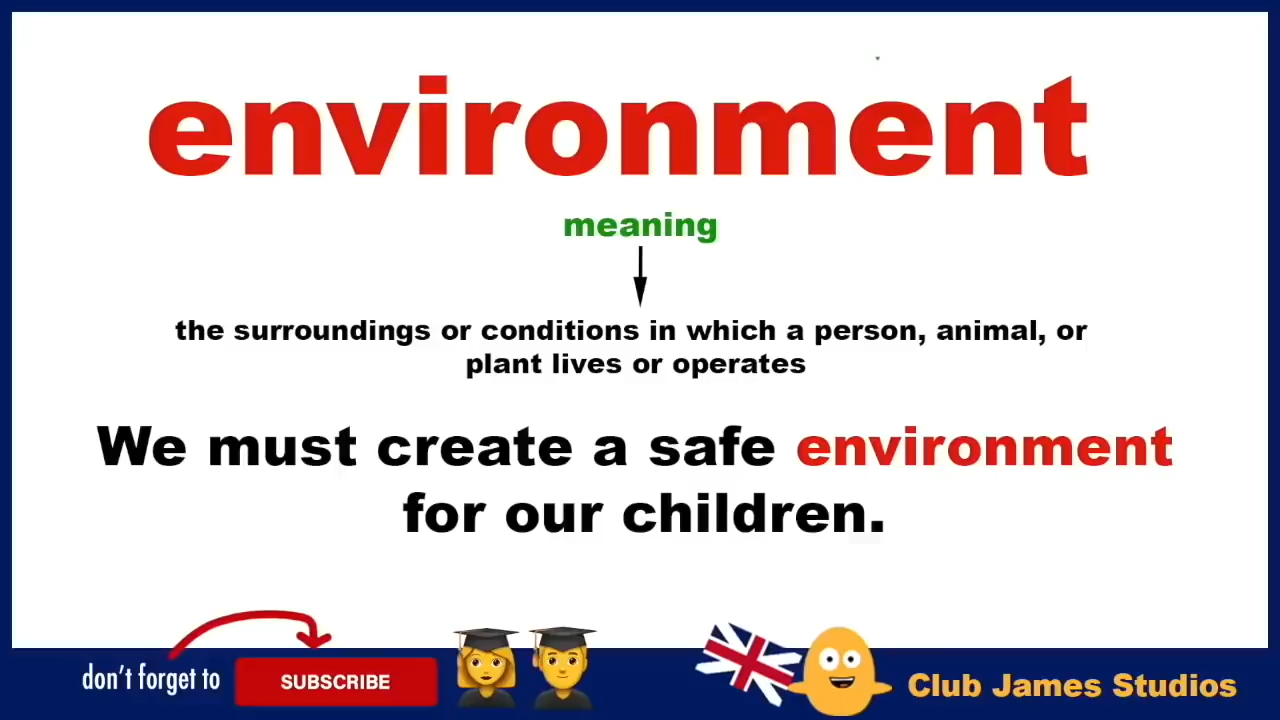 environment
meaning
the surroundings or conditions in which a person, animal, or
plant lives or operates
We must create a safe environment
for our children.
don't forget to
SUBSCRIBE
Club James Studios